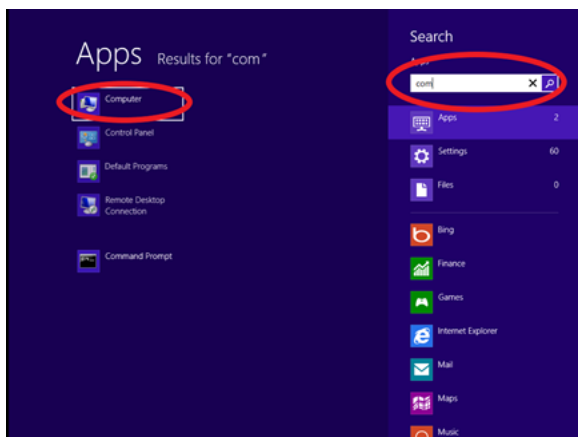 Apps Results for "com"
Computer
Control Panel
Default Programs
Remote Desktop
Connection
Command Prompt
Search
Apps
com
Apps 2
Settings 60
Files 0
Bing
Finance
Games
Internet Explorer
Mail
Maps
Music